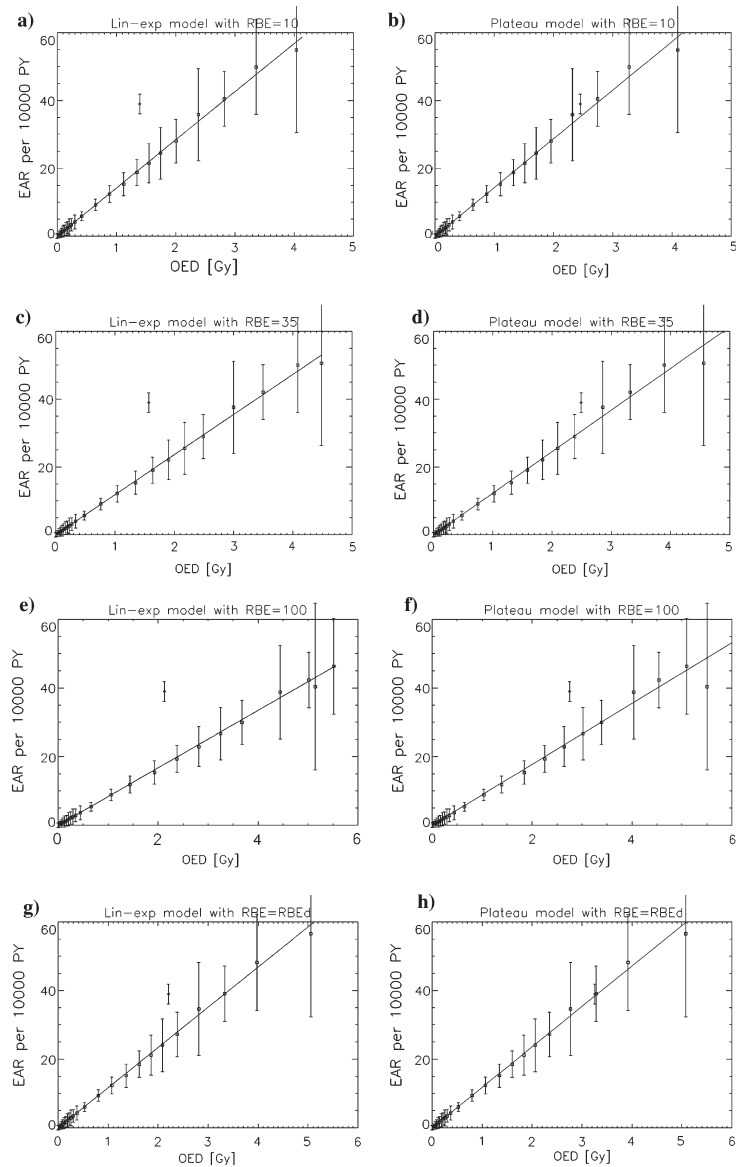 a)
Lin-exp model with RBE=10
60
40
20
0
0 1 2 3 4 5
OED [Gy]
EAR per 10000 PY
b)
Plateau model with RBE=10
60
40
20
0
0 1 2 3 4 5
OED [Gy]
EAR per 10000 PY
c)
Lin-exp model with RBE=35
60
40
20
0
0 1 2 3 4 5
OED [Gy]
EAR per 10000 PY
d)
Plateau model with RBE=35
60
40
20
0
0 1 2 3 4 5
OED [Gy]
EAR per 10000 PY
e)
Lin-exp model with RBE=100
60
40
20
0
0 2 4 6
OED [Gy]
EAR per 10000 PY
f)
Plateau model with RBE=100
60
40
20
0
0 1 2 3 4 5 6
OED [Gy]
EAR per 10000 PY
g)
Lin-exp model with RBE=RBEd
60
40
20
0
0 1 2 3 4 5 6
OED [Gy]
EAR per 10000 PY
h)
Plateau model with RBE=RBEd
60
40
20
0
0 1 2 3 4 5 6
OED [Gy]
EAR per 10000 PY